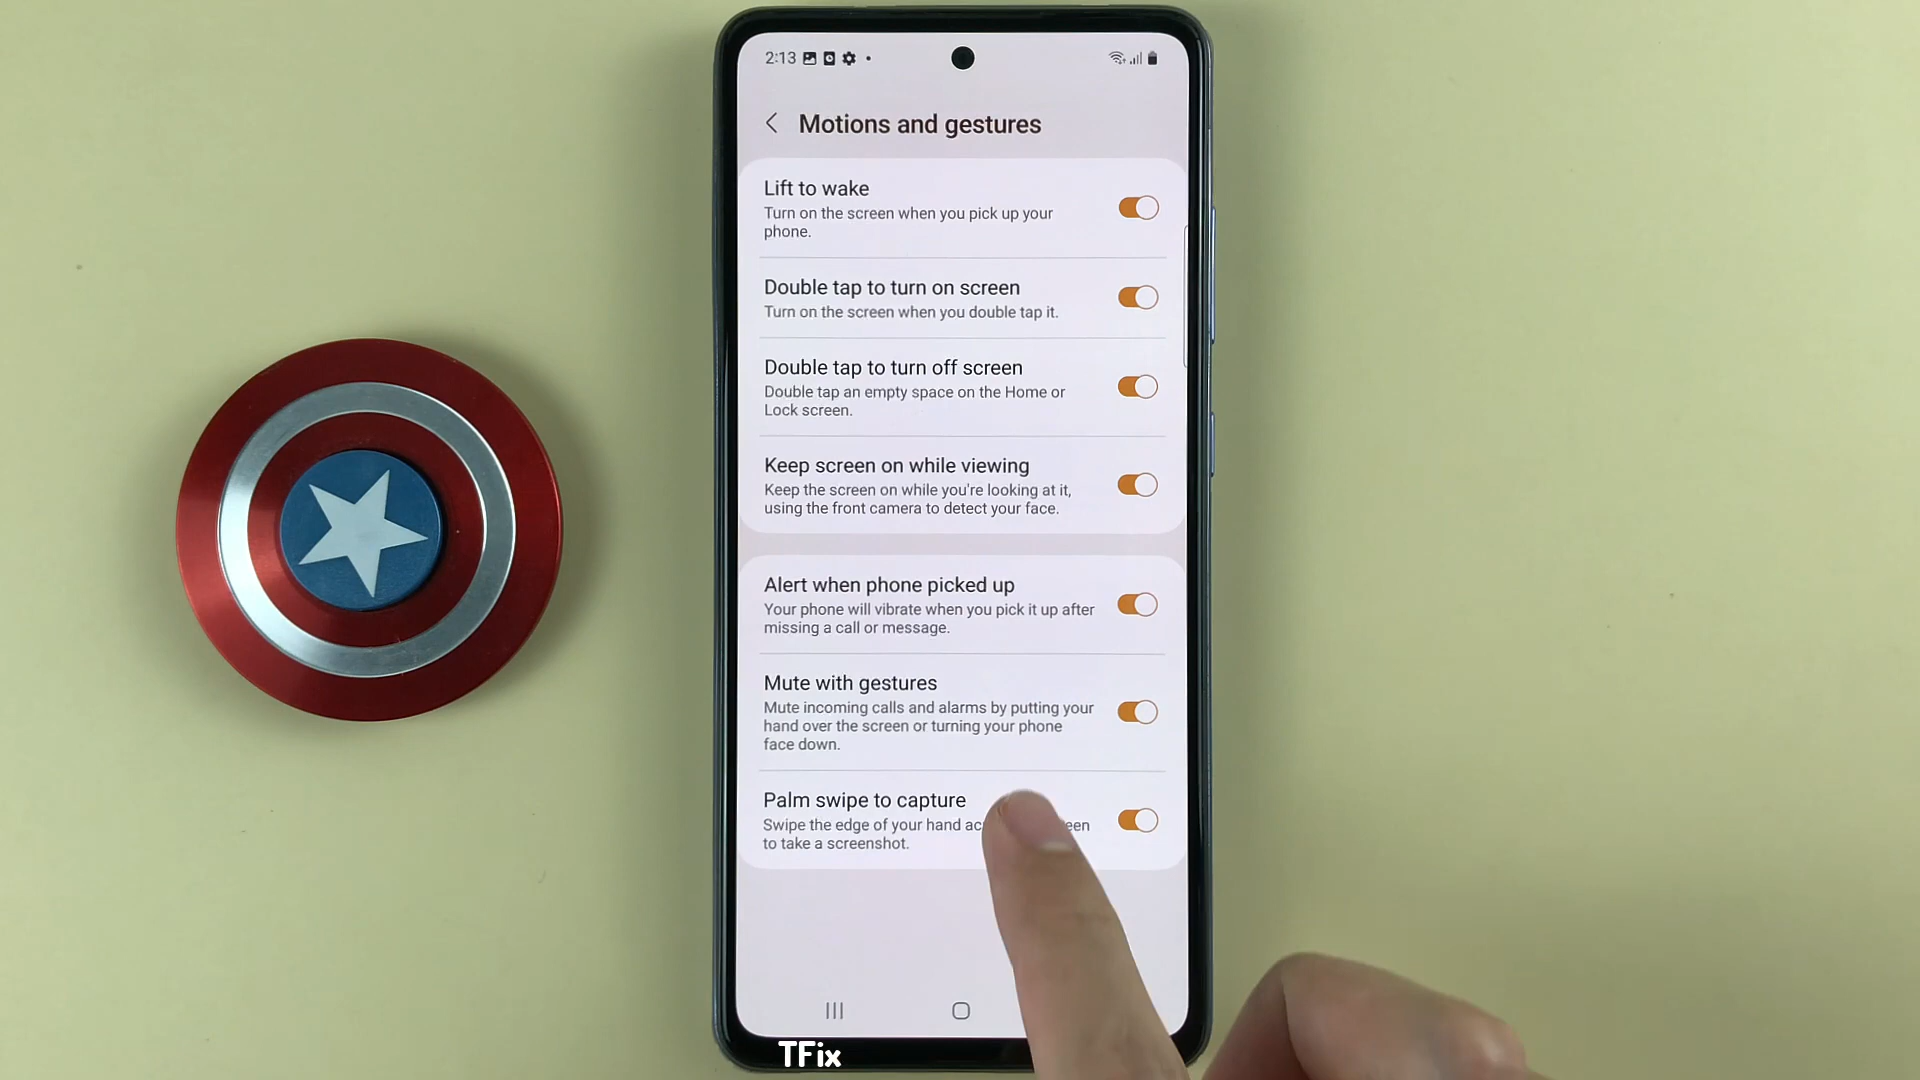 2:13
Motions and gestures
Lift to wake
Turn on the screen when you pick up your
phone.
Double tap to turn on screen
Turn on the screen when you double tap it.
Double tap to turn off screen
Double tap an empty space on the Home or
Lock screen.
Keep screen on while viewing
Keep the screen on while you're looking at it,
using the front camera to detect your face.
Alert when phone picked up
Your phone will vibrate when you pick it up after
missing a call or message.
Mute with gestures
Mute incoming calls and alarms by putting your
hand over the screen or turning your phone
face down.
Palm swipe to capture
Swipe the edge of your hand
to take a screenshot.
TFix